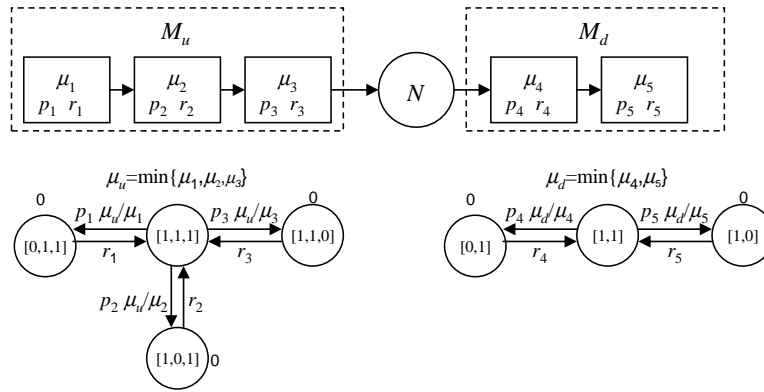 M_u M_d
μ_1 μ_2 μ_3 μ_4 μ_5
p_1 r_1 p_2 r_2 p_3 r_3 N p_4 r_4 p_5 r_5
μ_u=min{μ_1,μ_2,μ_3} μ_d=min{μ_4,μ_5}
0 0 0 0
p_1 μ_u/μ_1 p_3 μ_u/μ_3 p_4 μ_d/μ_4 p_5 μ_d/μ_5
[0,1,1] [1,1,1] [1,1,0] [0,1] [1,1] [1,0]
r_1 r_3 r_4 r_5
p_2 μ_u/μ_2 r_2
[1,0,1] 0